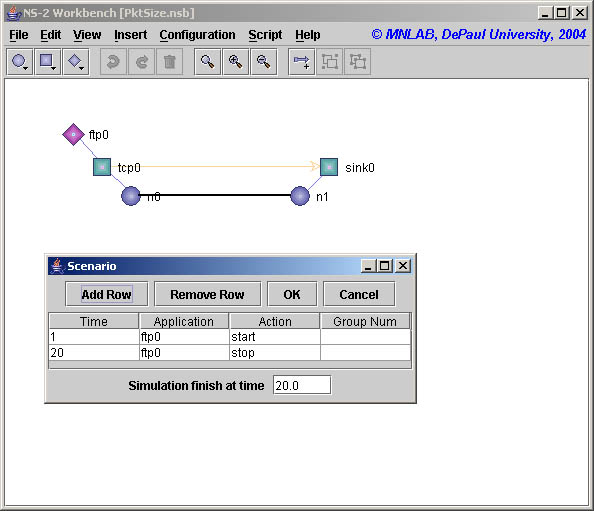 NS-2 Workbench [PktSize.nsb]
File Edit View Insert Configuration Script Help © MNLAB, DePaul University, 2004
ftp0
tcp0 sink0
n0 n1
Scenario
Add Row Remove Row OK Cancel
Time Application Action Group Num
1 ftp0 start
20 ftp0 stop
Simulation finish at time 20.0